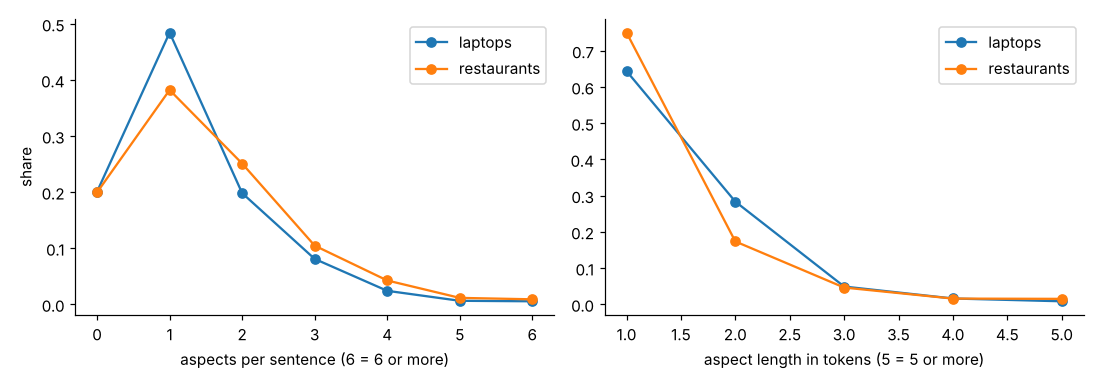 0.5
0.4
0.3
0.2
0.1
0.0
share
0 1 2 3 4 5 6
aspects per sentence (6 = 6 or more)
laptops
restaurants
0.7
0.6
0.5
0.4
0.3
0.2
0.1
0.0
1.0 1.5 2.0 2.5 3.0 3.5 4.0 4.5 5.0
aspect length in tokens (5 = 5 or more)
laptops
restaurants